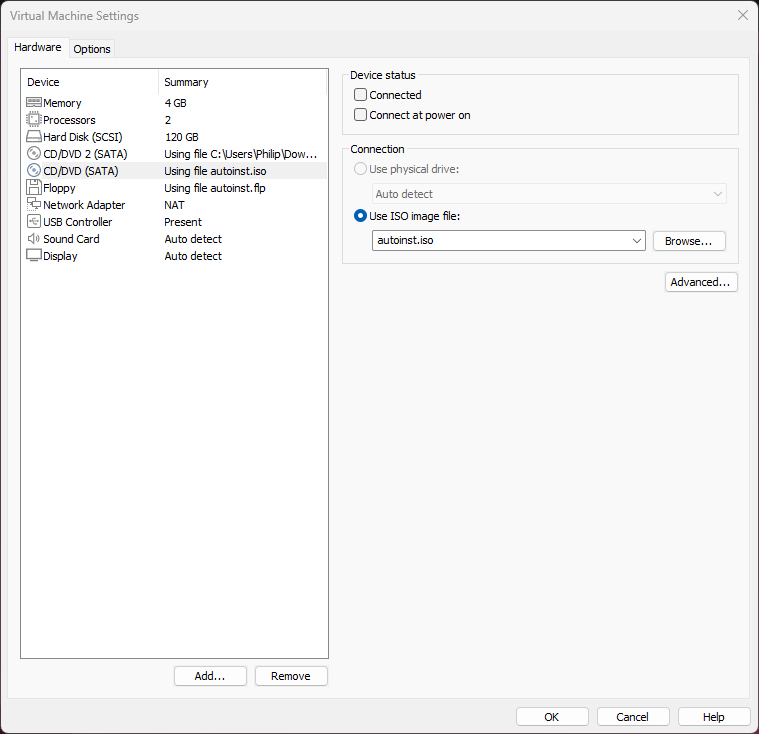 Virtual Machine Settings
Hardware Options
Device Summary
Memory 4 GB
Processors 2
Hard Disk (SCSI) 120 GB
CD/DVD 2 (SATA) Using file C:\Users\Philip\Dow...
CD/DVD (SATA) Using file autoinst.iso
Floppy Using file autoinst.flp
Network Adapter NAT
USB Controller Present
Sound Card Auto detect
Display Auto detect
Add... Remove
Device status
Connected
Connect at power on
Connection
Use physical drive:
Auto detect
Use ISO image file:
autoinst.iso Browse...
Advanced...
OK Cancel Help